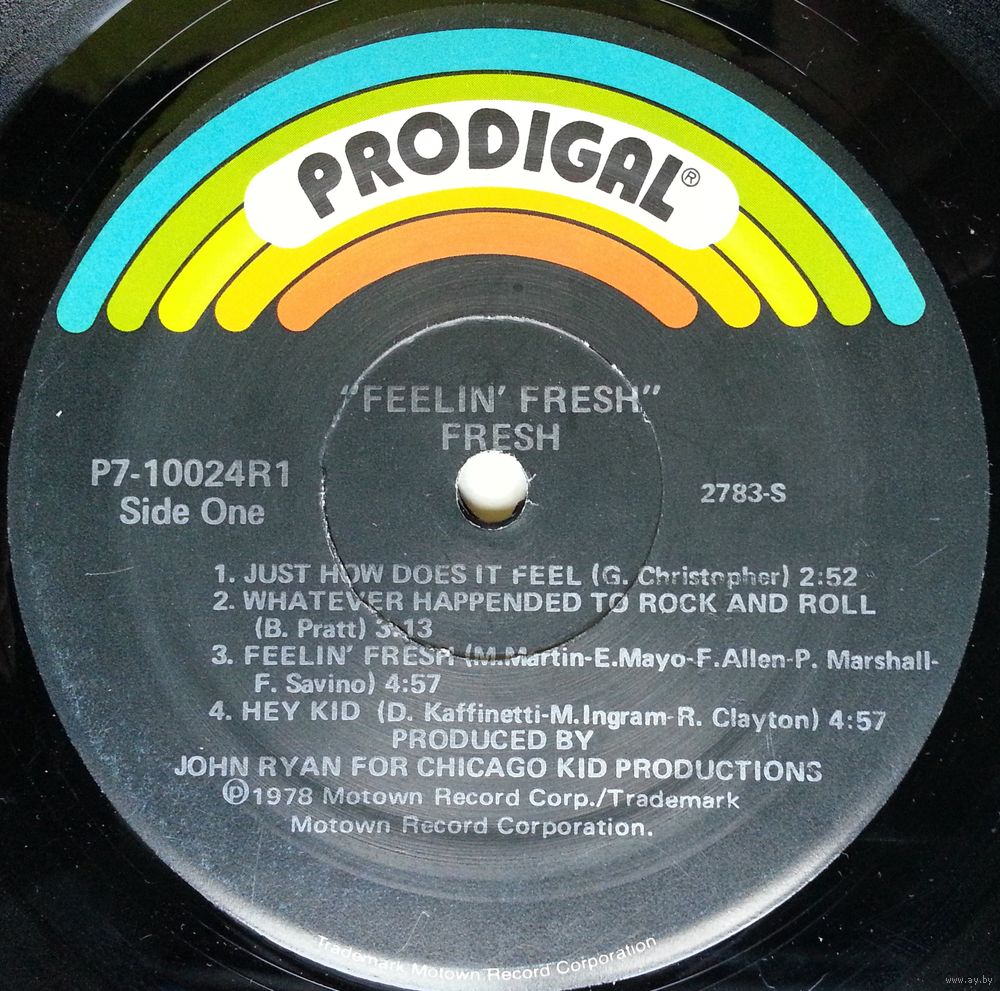 PRODIGAL®
"FEELIN' FRESH"
FRESH
P7-10024R1
Side One
2783-S
1. JUST HOW DOES IT FEEL (G. Christopher) 2:52
2. WHATEVER HAPPENDED TO ROCK AND ROLL
(B. Pratt) 3:13
3. FEELIN' FRESH (M.Martin-E.Mayo-F.Allen-P. Marshall-
F. Savino) 4:57
4. HEY KID (D. Kaffinetti-M.Ingram-R. Clayton) 4:57
PRODUCED BY
JOHN RYAN FOR CHICAGO KID PRODUCTIONS
℗1978 Motown Record Corp./Trademark
Motown Record Corporation.
Trademark Motown Record Corporation
www.ay.by